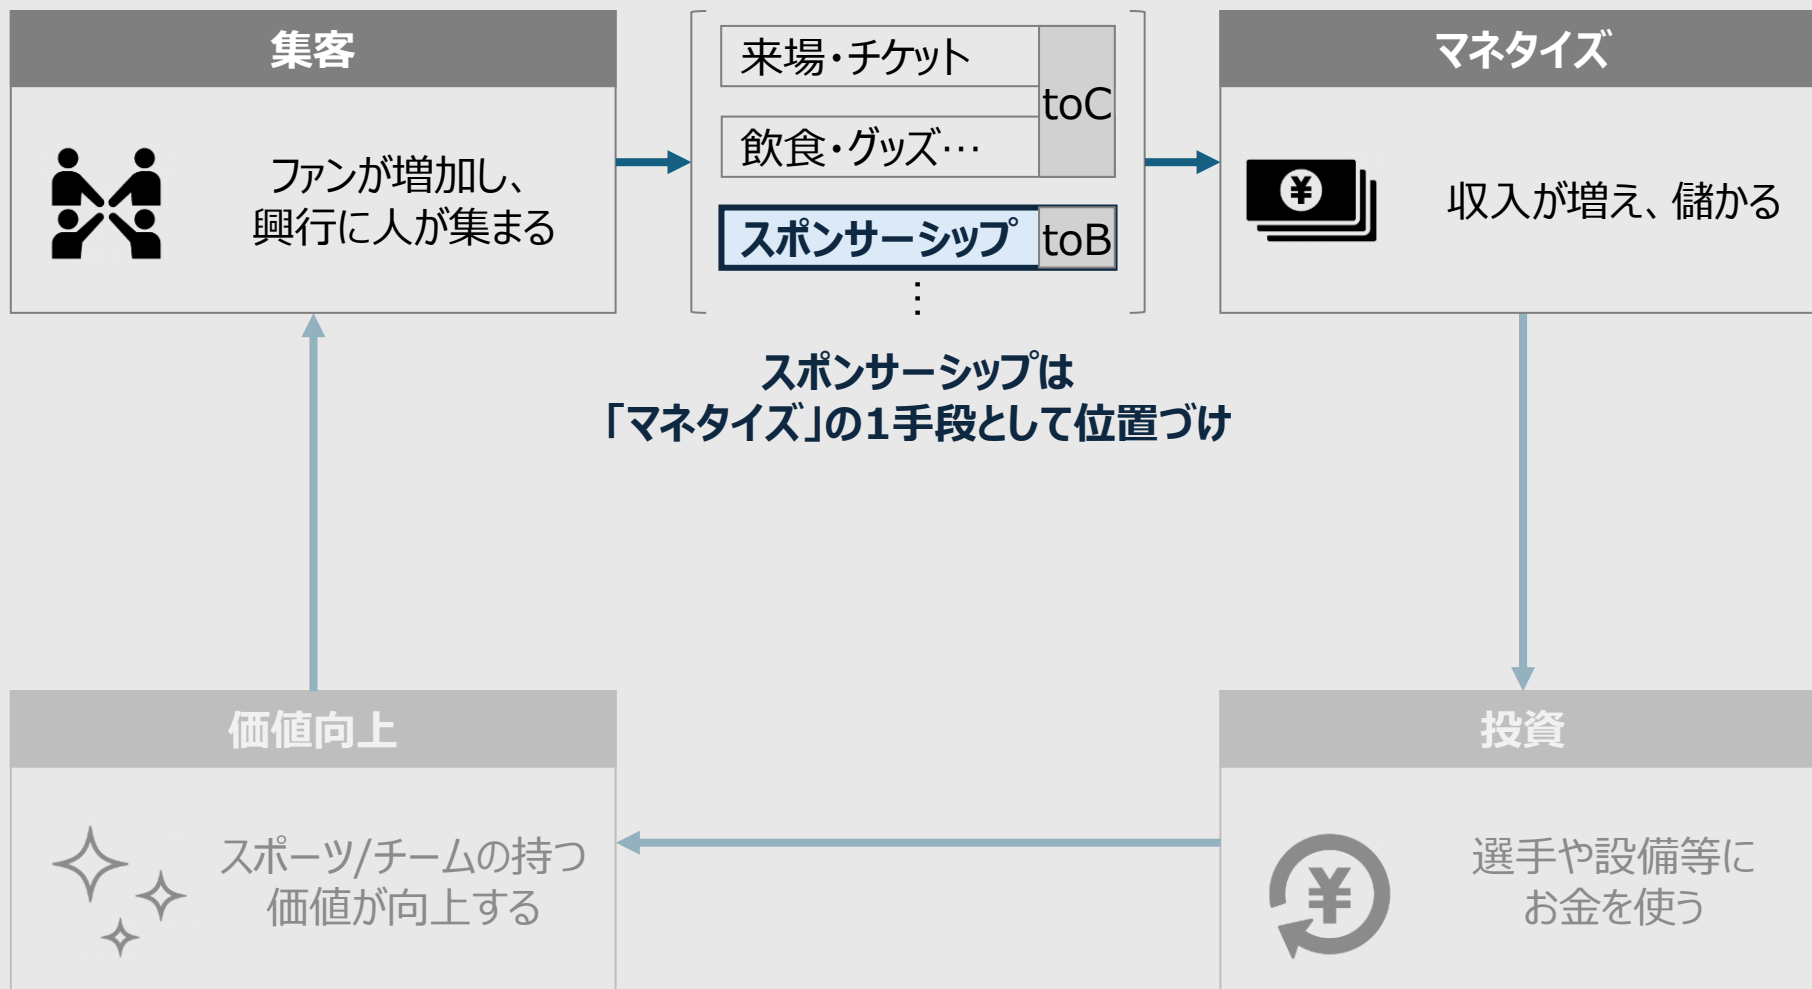 集客
ファンが増加し、
興行に人が集まる
来場・チケット
飲食・グッズ…
toC
スポンサーシップ
toB
…
スポンサーシップは
「マネタイズ」の1手段として位置づけ
マネタイズ
¥
収入が増え、儲かる
価値向上
スポーツ/チームの持つ
価値が向上する
投資
¥
選手や設備等に
お金を使う